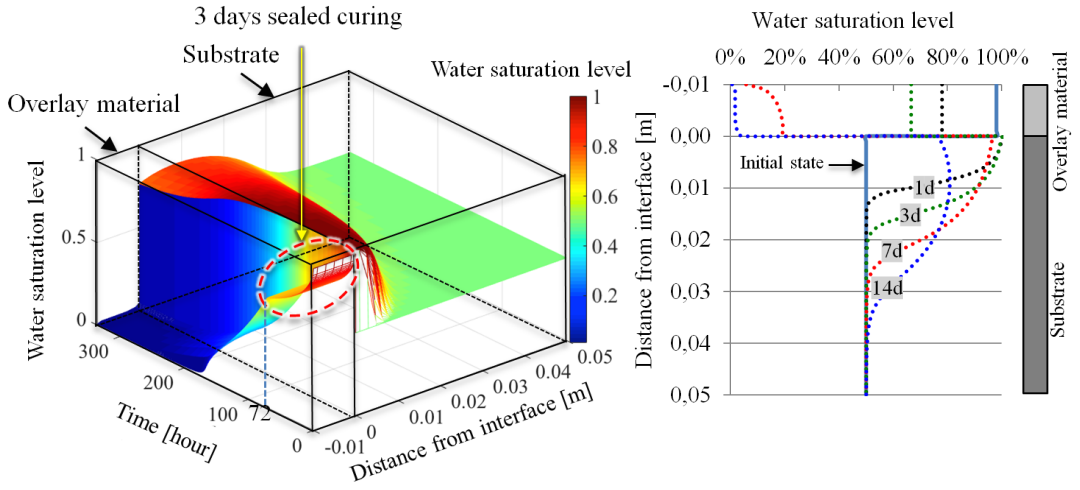 3 days sealed curing
Substrate
Overlay material
Water saturation level
1
0.8
0.6
0.4
0.2
Water saturation level
1
0.5
0
300
200
100
72
0
Time [hour]
-0.01
0
0.01
0.02
0.03
0.04
0.05
Distance from interface [m]
Water saturation level
0% 20% 40% 60% 80% 100%
Distance from interface [m]
-0.01
0,00
0,01
0,02
0,03
0,04
0,05
Initial state
1d
3d
7d
14d
Overlay material
Substrate